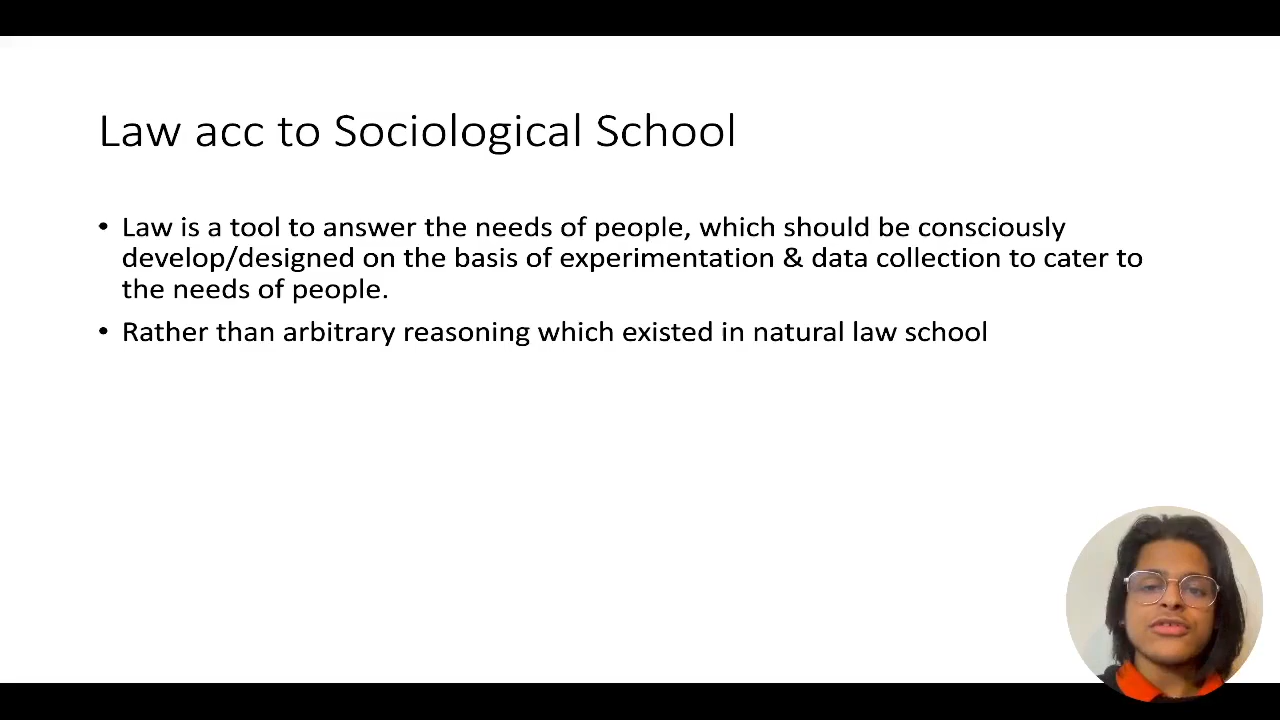 Law acc to Sociological School
• Law is a tool to answer the needs of people, which should be consciously
develop/designed on the basis of experimentation & data collection to cater to
the needs of people.
• Rather than arbitrary reasoning which existed in natural law school